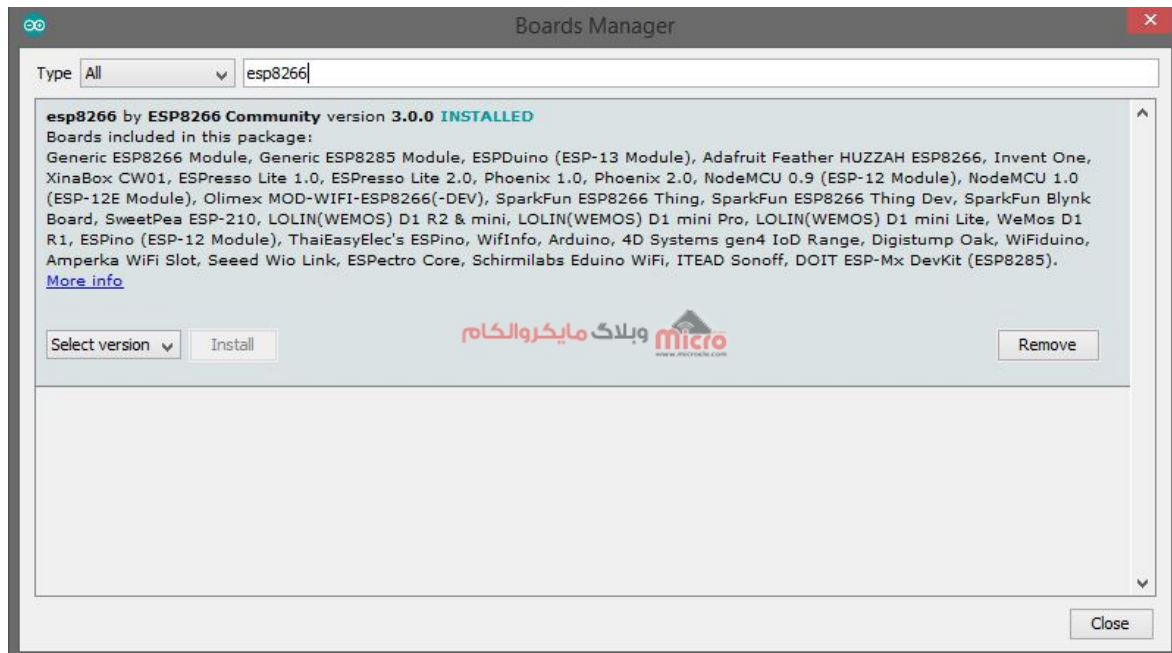 Boards Manager
Type All esp8266
esp8266 by ESP8266 Community version 3.0.0 INSTALLED
Boards included in this package:
Generic ESP8266 Module, Generic ESP8285 Module, ESPDuino (ESP-13 Module), Adafruit Feather HUZZAH ESP8266, Invent One,
XinaBox CW01, ESPresso Lite 1.0, ESPresso Lite 2.0, Phoenix 1.0, Phoenix 2.0, NodeMCU 0.9 (ESP-12 Module), NodeMCU 1.0
(ESP-12E Module), Olimex MOD-WIFI-ESP8266(-DEV), SparkFun ESP8266 Thing, SparkFun ESP8266 Thing Dev, SparkFun Blynk
Board, SweetPea ESP-210, LOLIN(WEMOS) D1 R2 & mini, LOLIN(WEMOS) D1 mini Pro, LOLIN(WEMOS) D1 mini Lite, WeMos D1
R1, ESPino (ESP-12 Module), ThaiEasyElec's ESPino, WifInfo, Arduino, 4D Systems gen4 IoD Range, Digistump Oak, WiFiduino,
Amperka WiFi Slot, Seeed Wio Link, ESPectro Core, Schirmilabs Eduino WiFi, ITEAD Sonoff, DOIT ESP-Mx DevKit (ESP8285).
More info
وبلاگ مایکروالکام
micro
www.microele.com
Select version Install Remove
Close